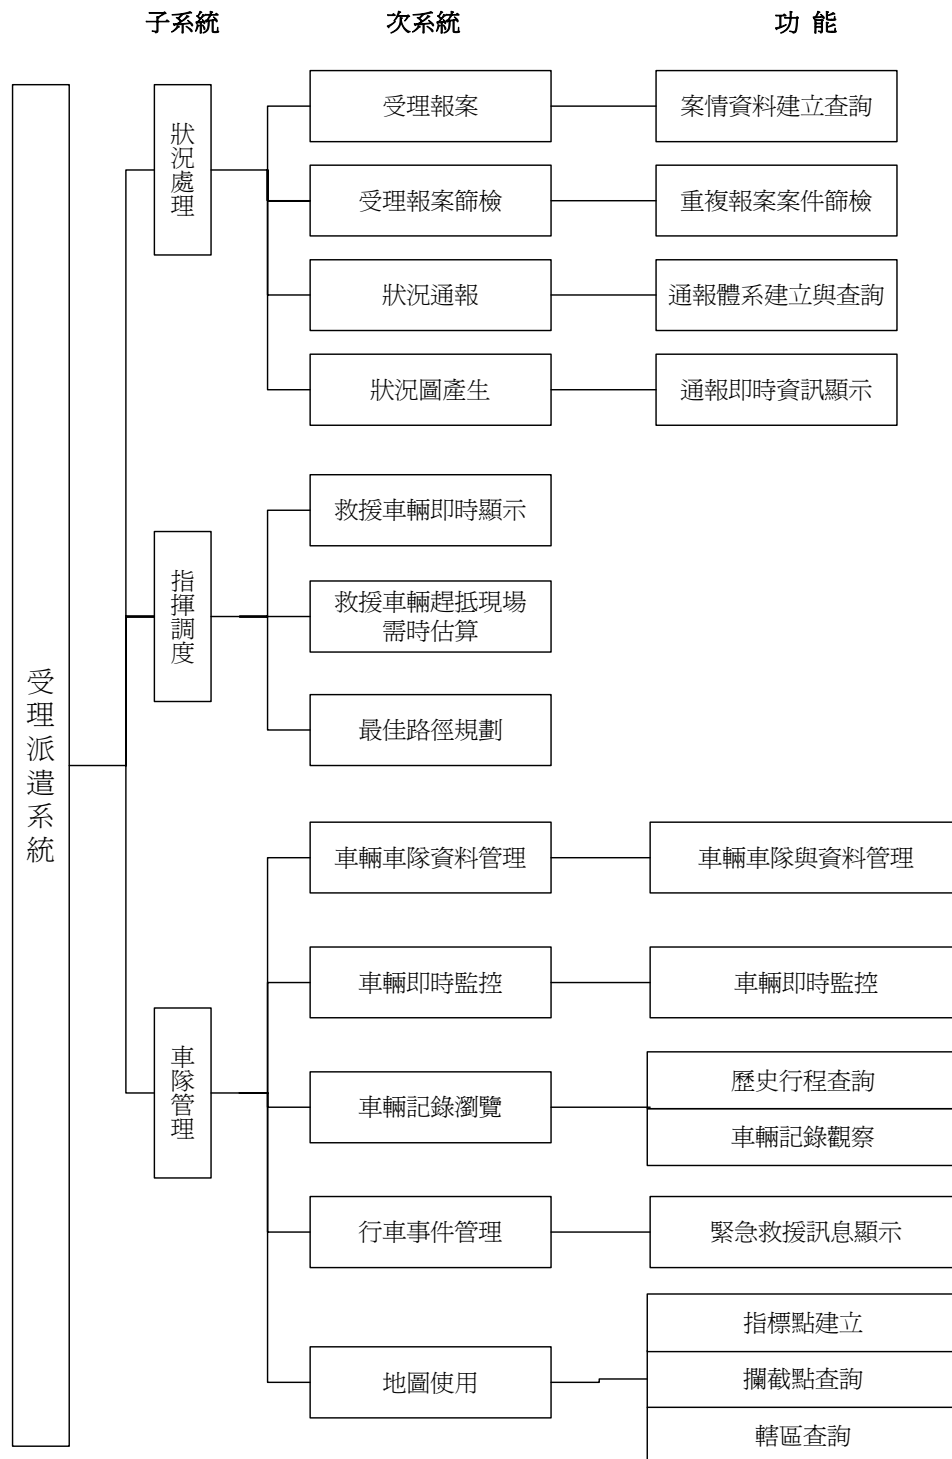 子系統
次系統
功 能
受理派遣系統
狀況處理
受理報案
案情資料建立查詢
受理報案篩檢
重複報案案件篩檢
狀況通報
通報體系建立與查詢
狀況圖產生
通報即時資訊顯示
指揮調度
救援車輛即時顯示
救援車輛趕抵現場
需時估算
最佳路徑規劃
車隊管理
車輛車隊資料管理
車輛車隊與資料管理
車輛即時監控
車輛即時監控
車輛記錄瀏覽
歷史行程查詢
車輛記錄觀察
行車事件管理
緊急救援訊息顯示
地圖使用
指標點建立
攔截點查詢
轄區查詢